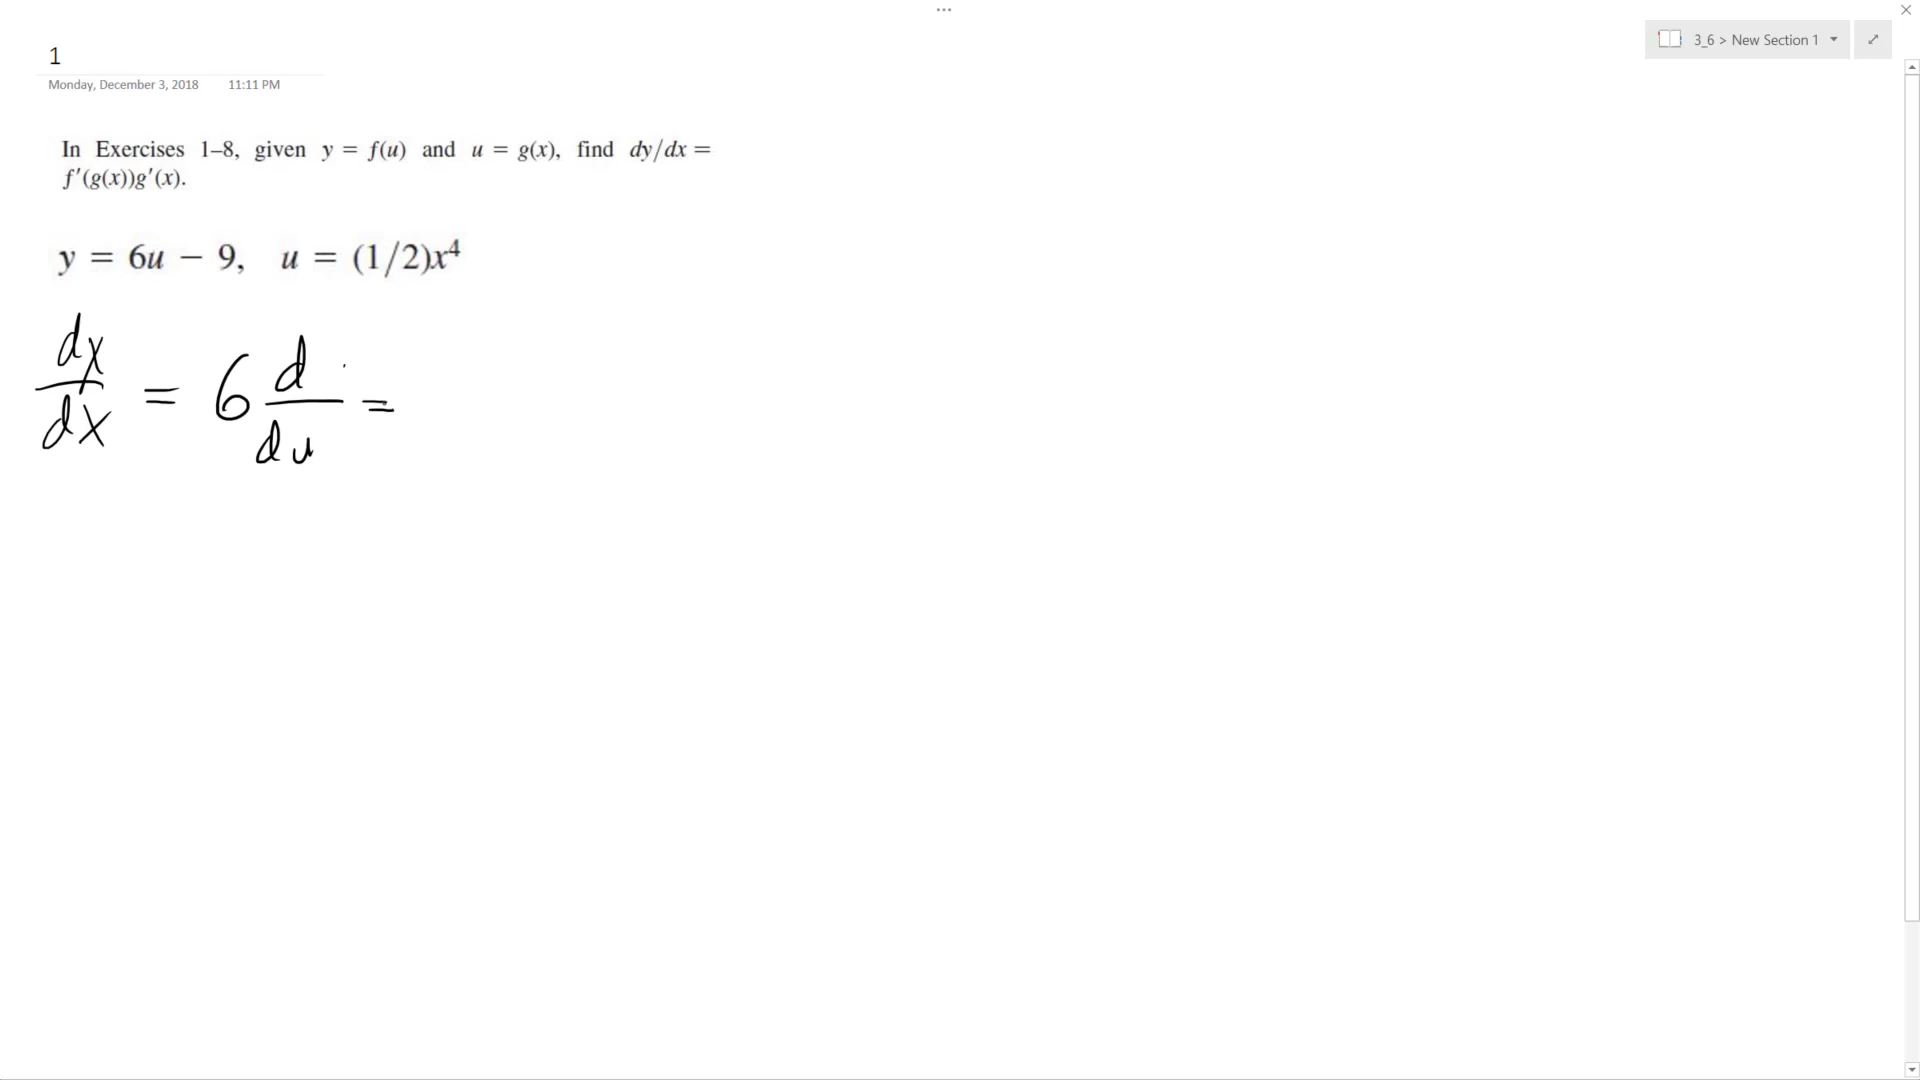 ...
3_6 > New Section 1
1
Monday, December 3, 2018 11:11 PM
In Exercises 1–8, given y = f(u) and u = g(x), find dy/dx =
f′(g(x))g′(x).
y = 6u − 9, u = (1/2)x⁴
dx/dx = 6 d/du =